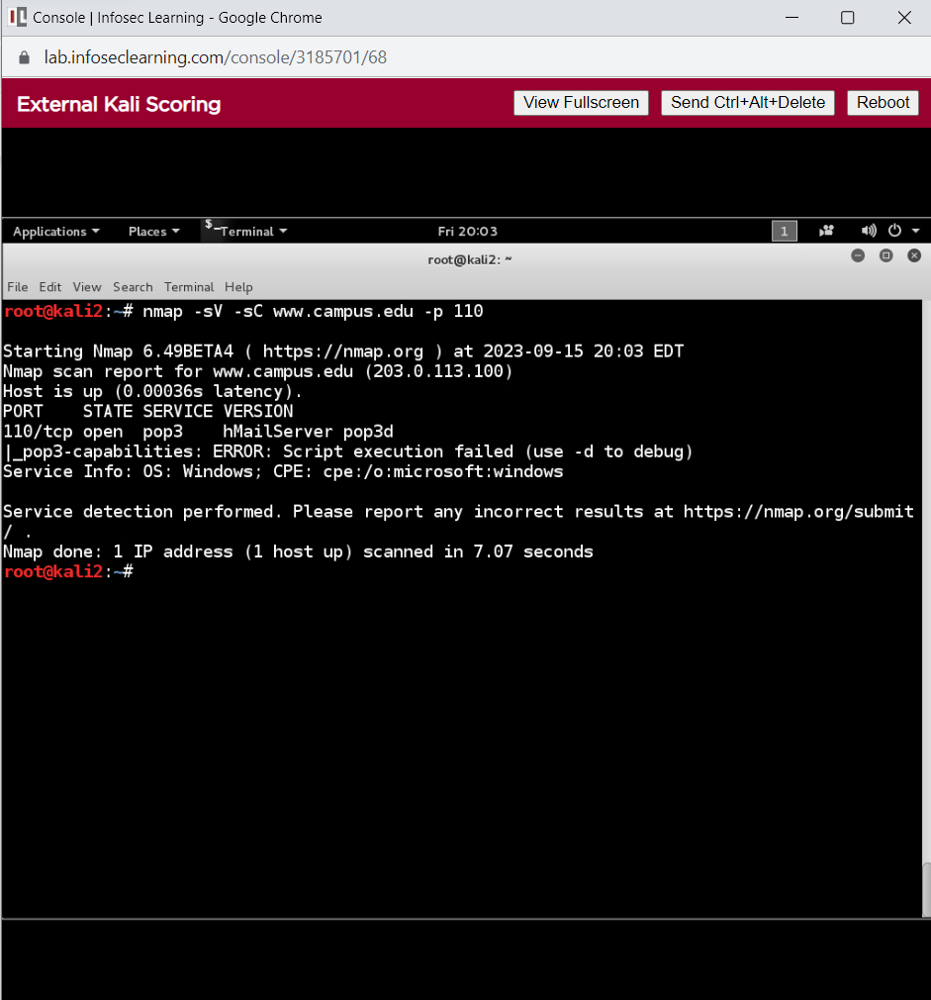 Console | Infosec Learning - Google Chrome
lab.infoseclearning.com/console/3185701/68
External Kali Scoring View Fullscreen Send Ctrl+Alt+Delete Reboot
Applications Places Terminal Fri 20:03 1
root@kali2: ~
File Edit View Search Terminal Help
root@kali2:~# nmap -sV -sC www.campus.edu -p 110
Starting Nmap 6.49BETA4 ( https://nmap.org ) at 2023-09-15 20:03 EDT
Nmap scan report for www.campus.edu (203.0.113.100)
Host is up (0.00036s latency).
PORT    STATE SERVICE VERSION
110/tcp open  pop3    hMailServer pop3d
|_pop3-capabilities: ERROR: Script execution failed (use -d to debug)
Service Info: OS: Windows; CPE: cpe:/o:microsoft:windows
Service detection performed. Please report any incorrect results at https://nmap.org/submit
/ .
Nmap done: 1 IP address (1 host up) scanned in 7.07 seconds
root@kali2:~#